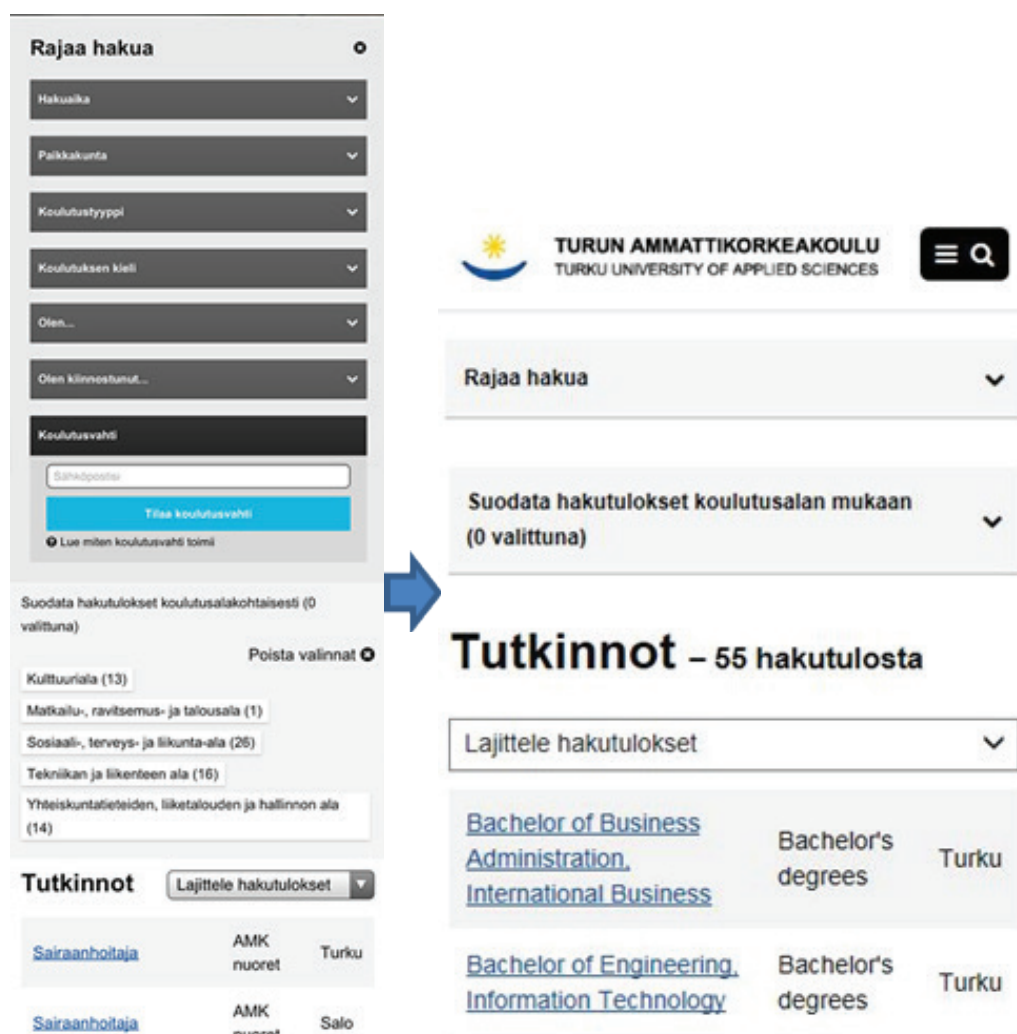 Rajaa hakua
Hakuaika
Paikkakunta
Koulutustyyppi
Koulutuksen kieli
Olen...
Olen kiinnostunut...
Koulutusvahti
Sähköpostisi
Tilaa koulutusvahti
Lue miten koulutusvahti toimii
Suodata hakutulokset koulutusalakohtaisesti (0
valittuna)
Poista valinnat
Kulttuuriala (13)
Matkailu-, ravitsemus- ja talousala (1)
Sosiaali-, terveys- ja liikunta-ala (26)
Tekniikan ja liikenteen ala (16)
Yhteiskuntatieteiden, liiketalouden ja hallinnon ala
(14)
Tutkinnot Lajittele hakutulokset
Sairaanhoitaja AMK nuoret Turku
Sairaanhoitaja AMK nuoret Salo
TURUN AMMATTIKORKEAKOULU
TURKU UNIVERSITY OF APPLIED SCIENCES
Rajaa hakua
Suodata hakutulokset koulutusalan mukaan
(0 valittuna)
Tutkinnot – 55 hakutulosta
Lajittele hakutulokset
Bachelor of Business
Administration,
International Business
Bachelor's
degrees
Turku
Bachelor of Engineering,
Information Technology
Bachelor's
degrees
Turku